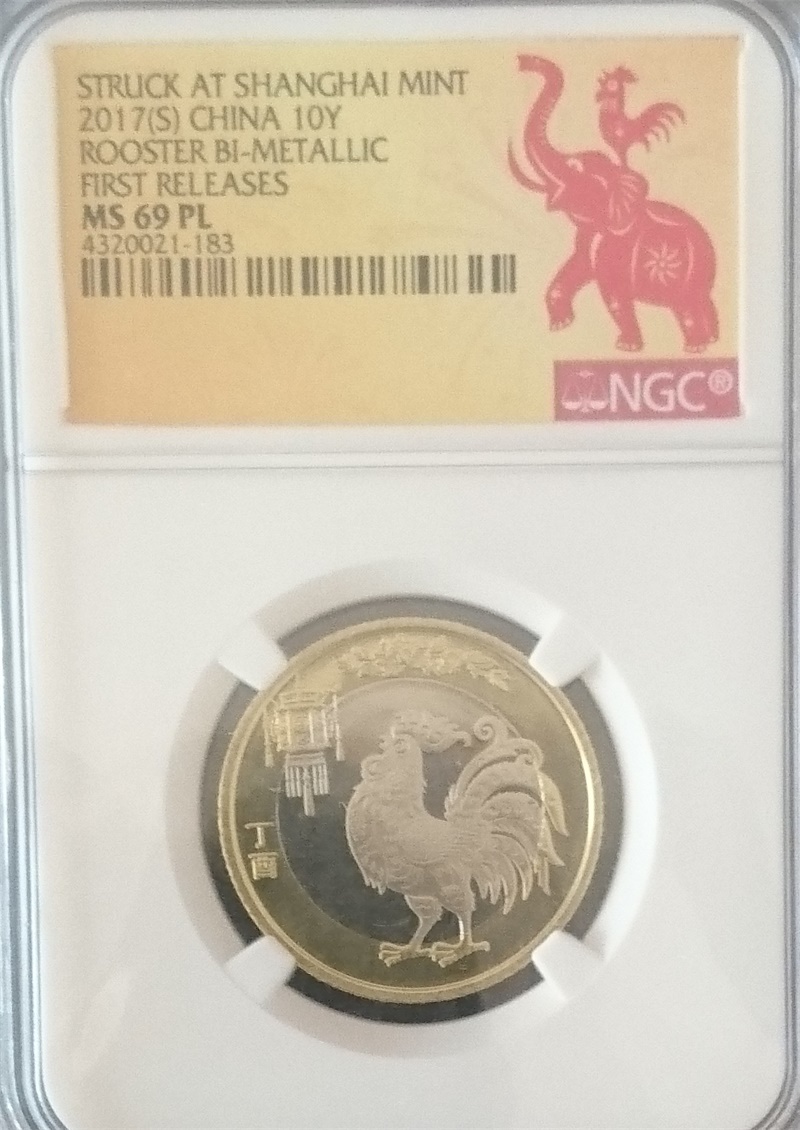 STRUCK AT SHANGHAI MINT
2017(S) CHINA 10Y
ROOSTER BI-METALLIC
FIRST RELEASES
MS 69 PL
4320021-183
NGC®
丁
酉